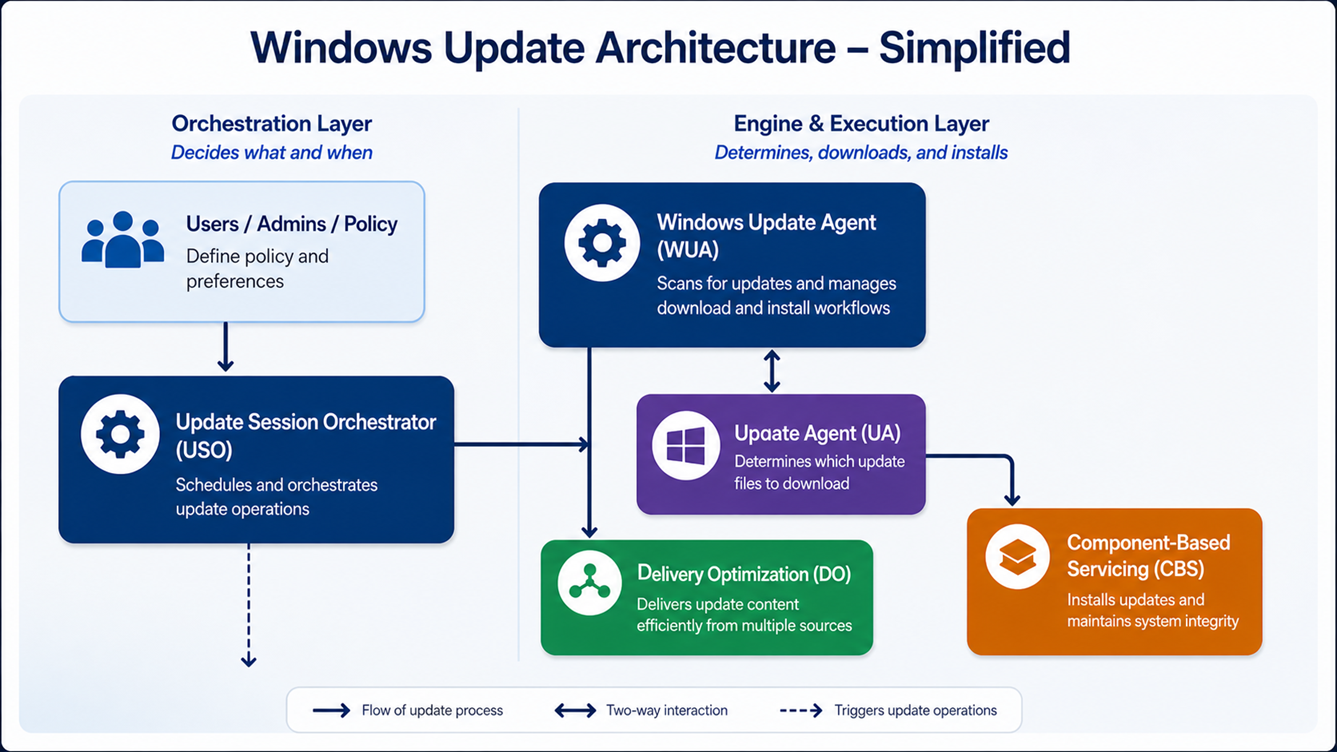 Windows Update Architecture – Simplified
Orchestration Layer
Decides what and when
Users / Admins / Policy
Define policy and
preferences
Update Session Orchestrator
(USO)
Schedules and orchestrates
update operations
Engine & Execution Layer
Determines, downloads, and installs
Windows Update Agent
(WUA)
Scans for updates and manages
download and install workflows
Upaate Agent (UA)
Determines which update
files to download
Delivery Optimization (DO)
Delivers update content
efficiently from multiple sources
Component-Based
Servicing (CBS)
Installs updates and
maintains system integrity
Flow of update process
Two-way interaction
Triggers update operations